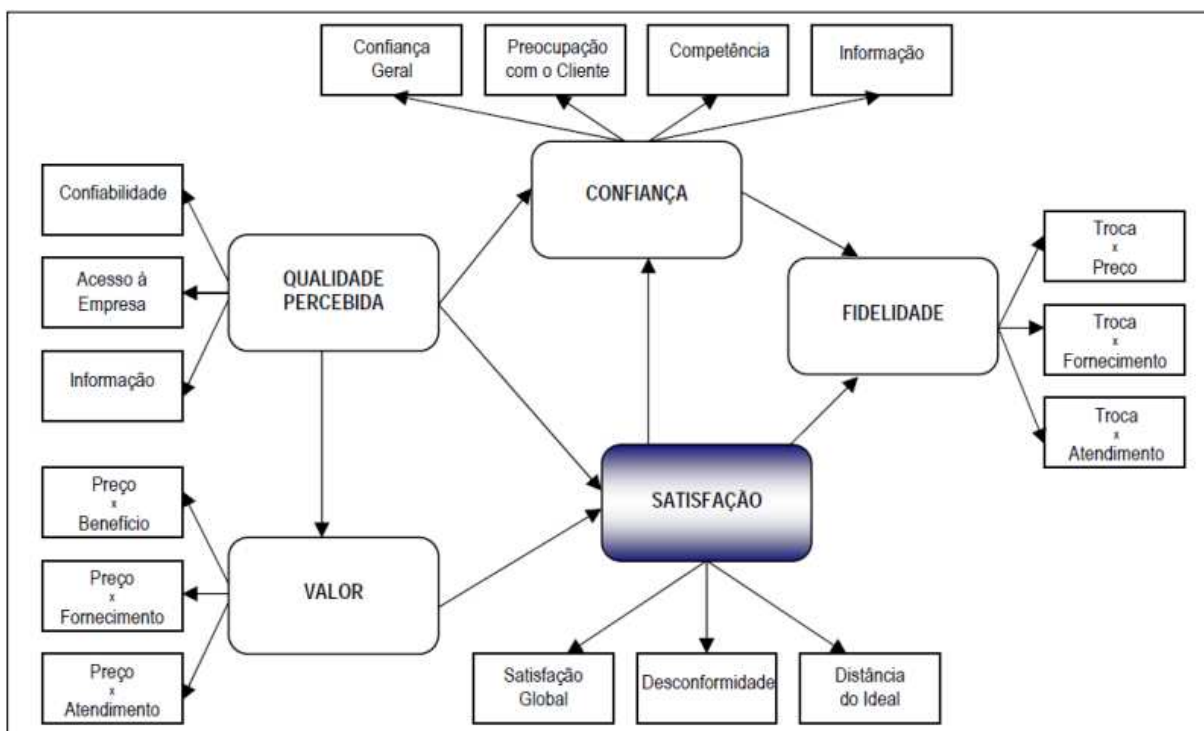 Confiança
Geral
Preocupação
com o Cliente
Competência
Informação
CONFIANÇA
Confiabilidade
Acesso à
Empresa
Informação
QUALIDADE
PERCEBIDA
FIDELIDADE
Troca
x
Preço
Troca
x
Fornecimento
Troca
x
Atendimento
Preço
x
Benefício
Preço
x
Fornecimento
Preço
x
Atendimento
VALOR
SATISFAÇÃO
Satisfação
Global
Desconformidade
Distância
do Ideal